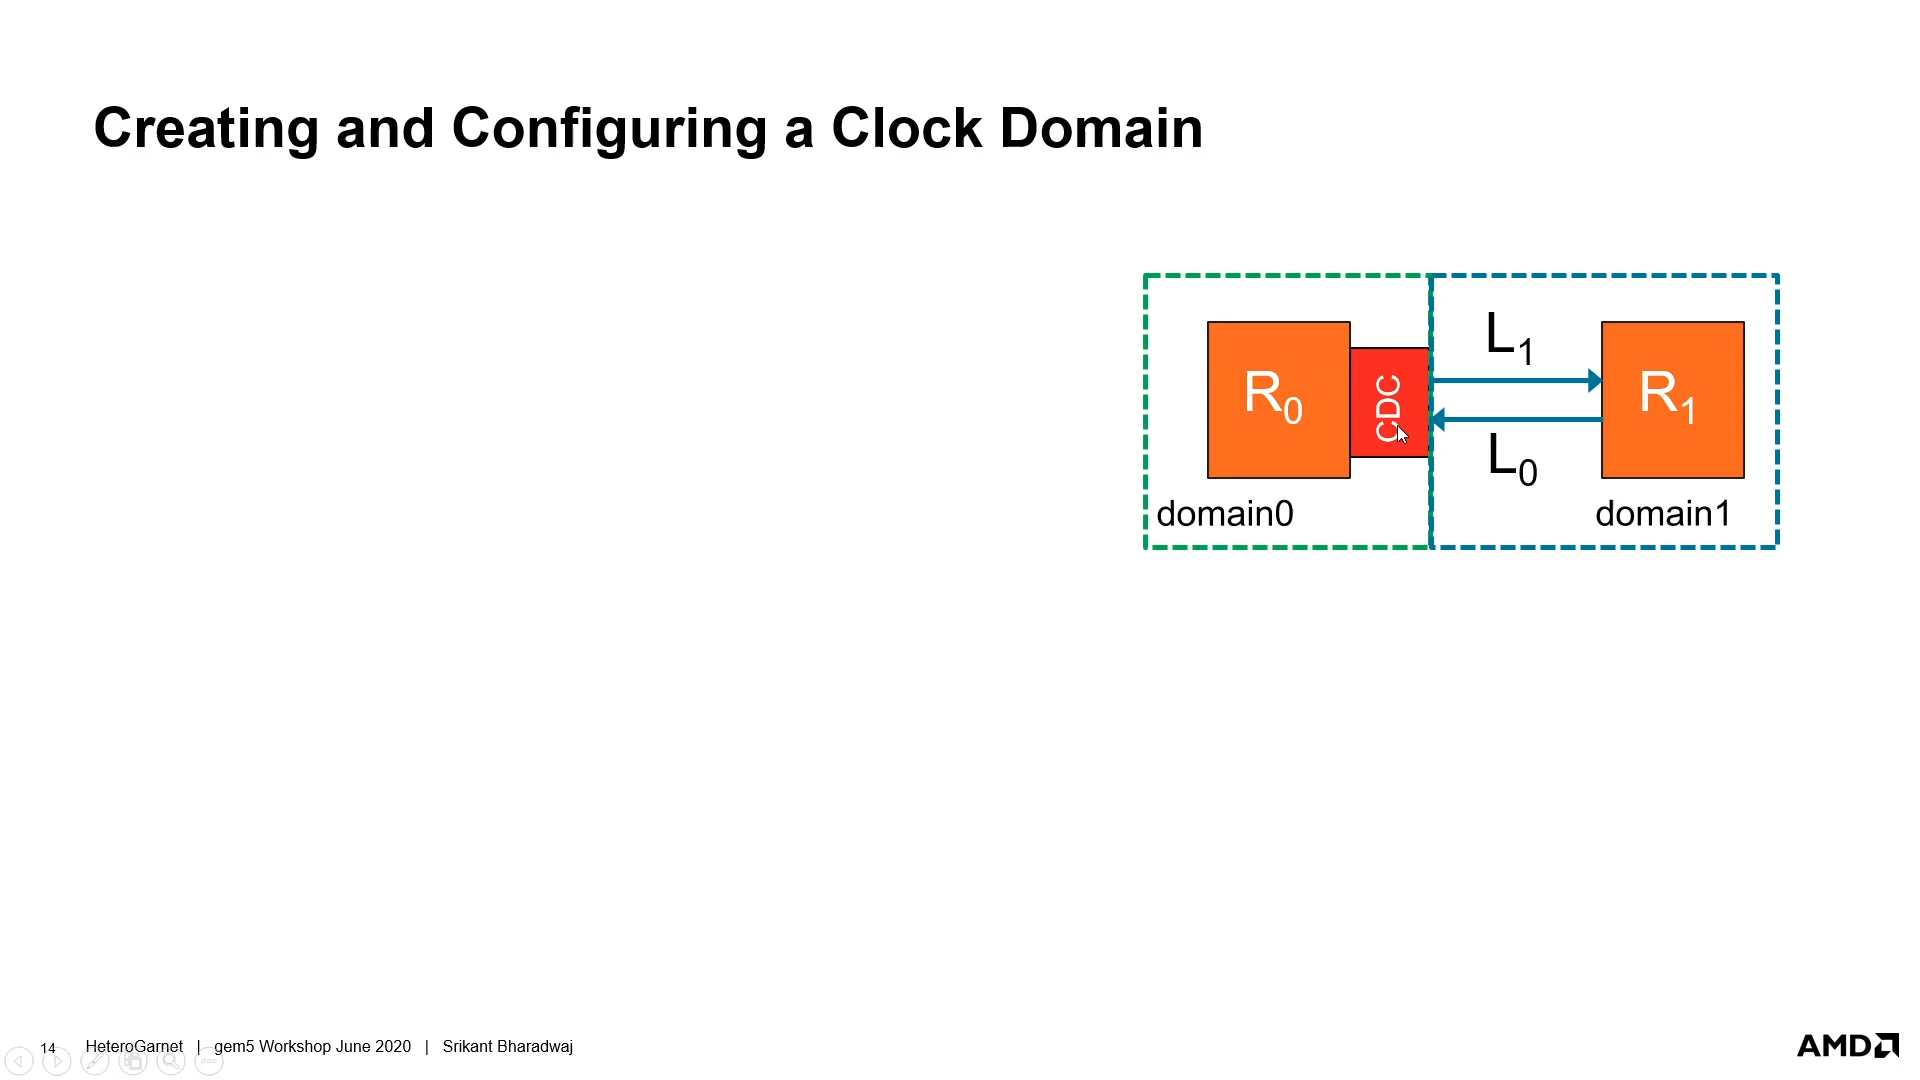 Creating and Configuring a Clock Domain
L1
R0
CDC
R1
L0
domain0
domain1
14
HeteroGarnet | gem5 Workshop June 2020 | Srikant Bharadwaj
AMD